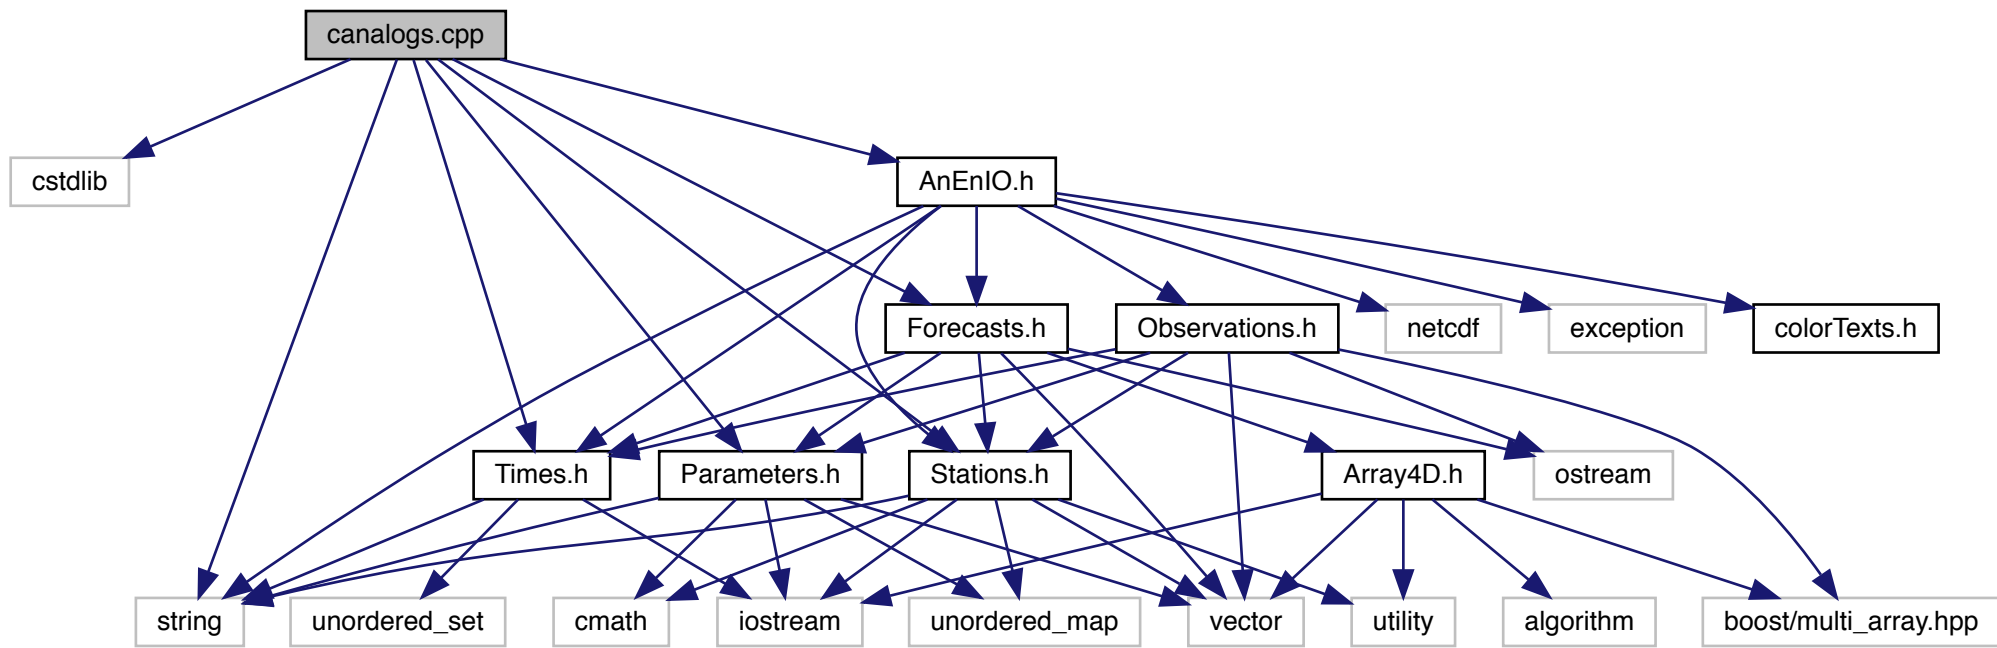 canalogs.cpp
cstdlib
AnEnIO.h
Forecasts.h
Observations.h
netcdf
exception
colorTexts.h
Times.h
Parameters.h
Stations.h
Array4D.h
ostream
string
unordered_set
cmath
iostream
unordered_map
vector
utility
algorithm
boost/multi_array.hpp